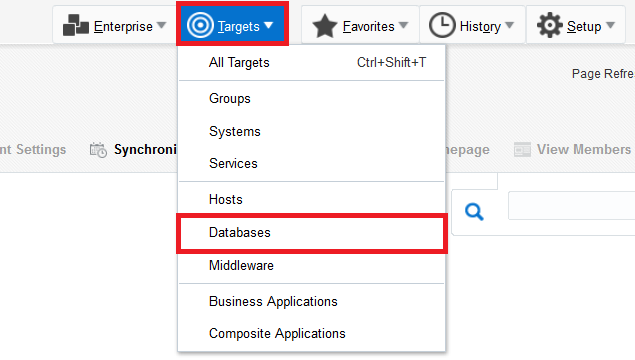 Enterprise Targets Favorites History Setup
All Targets Ctrl+Shift+T
Page Refre
Groups
Systems
nt Settings Synchroni mepage View Members
Services
Hosts
Databases
Middleware
Business Applications
Composite Applications